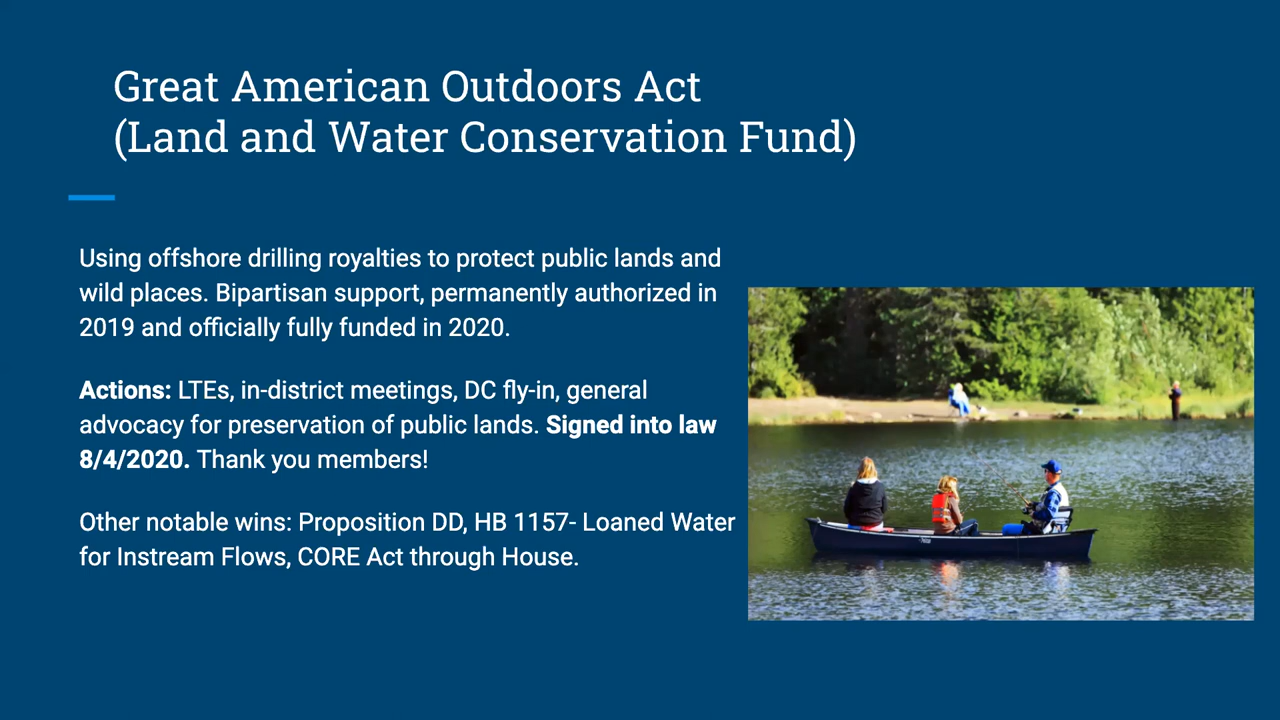 Great American Outdoors Act
(Land and Water Conservation Fund)
Using offshore drilling royalties to protect public lands and
wild places. Bipartisan support, permanently authorized in
2019 and officially fully funded in 2020.
Actions: LTEs, in-district meetings, DC fly-in, general
advocacy for preservation of public lands. Signed into law
8/4/2020. Thank you members!
Other notable wins: Proposition DD, HB 1157- Loaned Water
for Instream Flows, CORE Act through House.